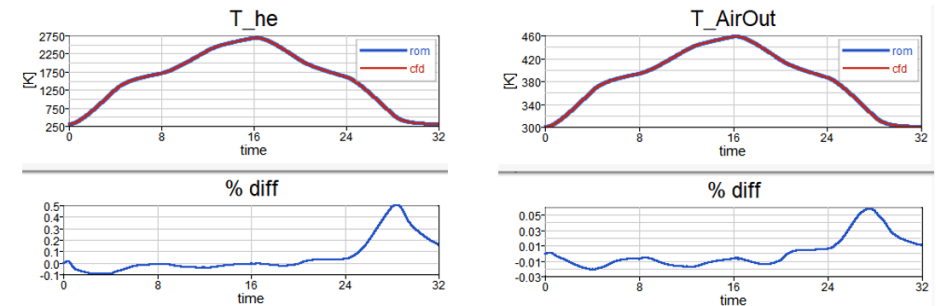 T_he
2750
2250
1750
1250
750
250
[K]
rom
cfd
0 8 16 24 32
time
% diff
0.5
0.4
0.3
0.2
0.1
0.0
-0.1
0 8 16 24 32
time
T_AirOut
460
420
380
340
300
[K]
rom
cfd
0 8 16 24 32
time
% diff
0.05
0.03
0.01
-0.01
-0.03
0 8 16 24 32
time